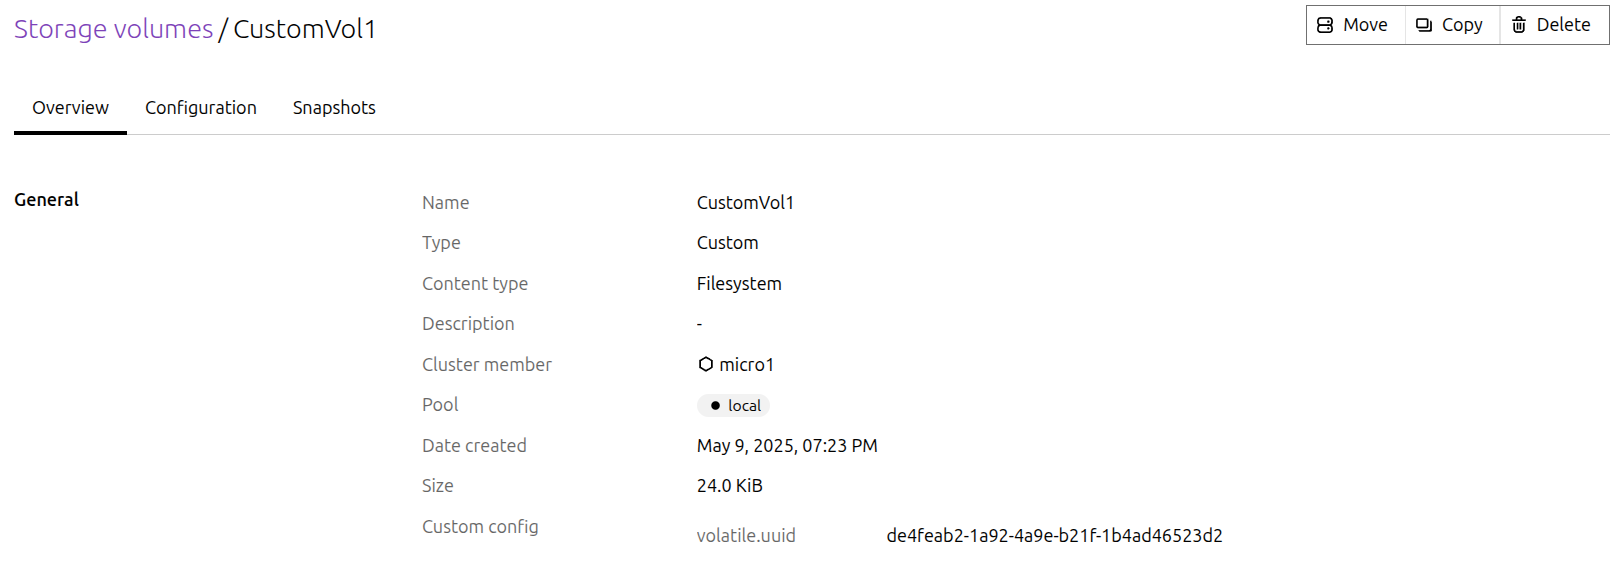 Storage volumes / CustomVol1
Move Copy Delete
Overview Configuration Snapshots
General
Name CustomVol1
Type Custom
Content type Filesystem
Description -
Cluster member micro1
Pool local
Date created May 9, 2025, 07:23 PM
Size 24.0 KiB
Custom config volatile.uuid de4feab2-1a92-4a9e-b21f-1b4ad46523d2